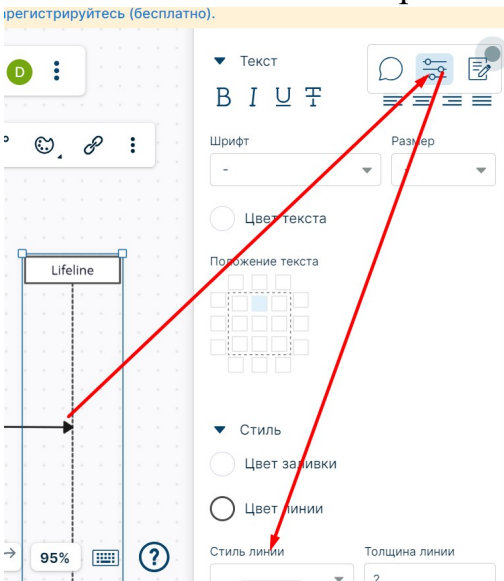 арегистрируйтесь (бесплатно).
D
Текст
B I U T
Шрифт
Размер
-
Цвет текста
Положение текста
Lifeline
Стиль
Цвет заливки
Цвет линии
95%
?
Стиль линии
Толщина линии
2